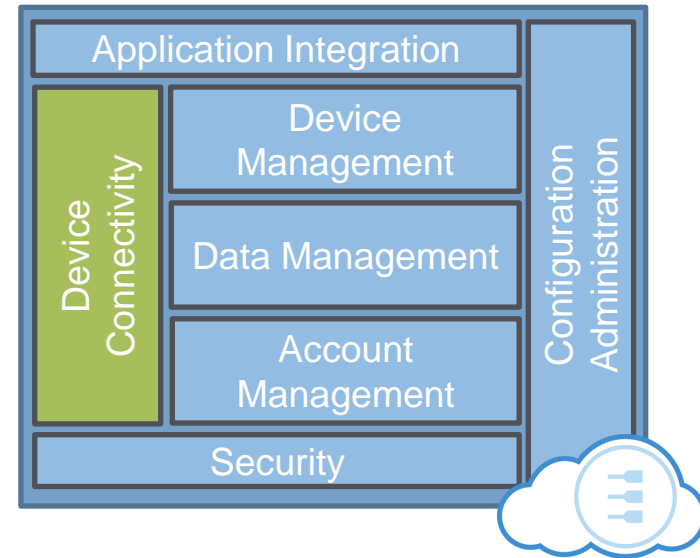 Application Integration
Device
Connectivity
Device
Management
Data Management
Account
Management
Configuration
Administration
Security